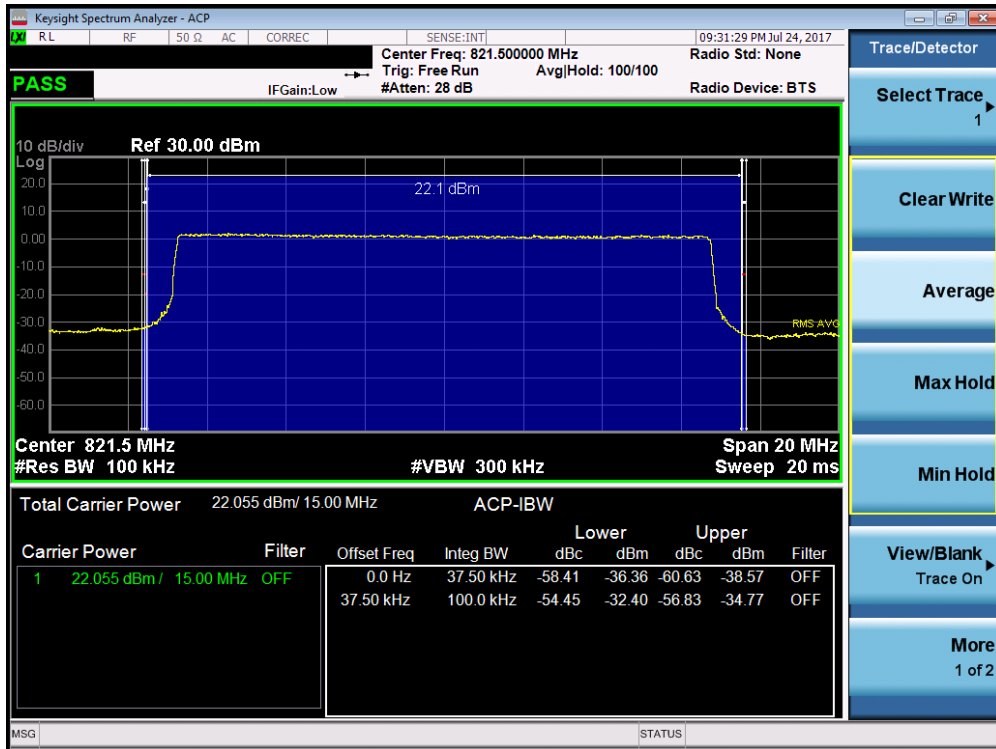 Keysight Spectrum Analyzer - ACP
LXI RL RF 50 Ω AC CORREC SENSE:INT 09:31:29 PM Jul 24, 2017
Center Freq: 821.500000 MHz Radio Std: None
Trig: Free Run Avg|Hold: 100/100
PASS IFGain:Low #Atten: 28 dB Radio Device: BTS
10 dB/div Ref 30.00 dBm
Log
22.1 dBm
20.0
10.0
0.00
-10.0
-20.0
-30.0
-40.0
-50.0
-60.0
RMS AVG
Center 821.5 MHz Span 20 MHz
#Res BW 100 kHz #VBW 300 kHz Sweep 20 ms
Total Carrier Power 22.055 dBm/ 15.00 MHz ACP-IBW
Lower Upper
Carrier Power Filter Offset Freq Integ BW dBc dBm dBc dBm Filter
1 22.055 dBm / 15.00 MHz OFF 0.0 Hz 37.50 kHz -58.41 -36.36 -60.63 -38.57 OFF
37.50 kHz 100.0 kHz -54.45 -32.40 -56.83 -34.77 OFF
MSG STATUS
Trace/Detector
Select Trace
1
Clear Write
Average
Max Hold
Min Hold
View/Blank
Trace On
More
1 of 2